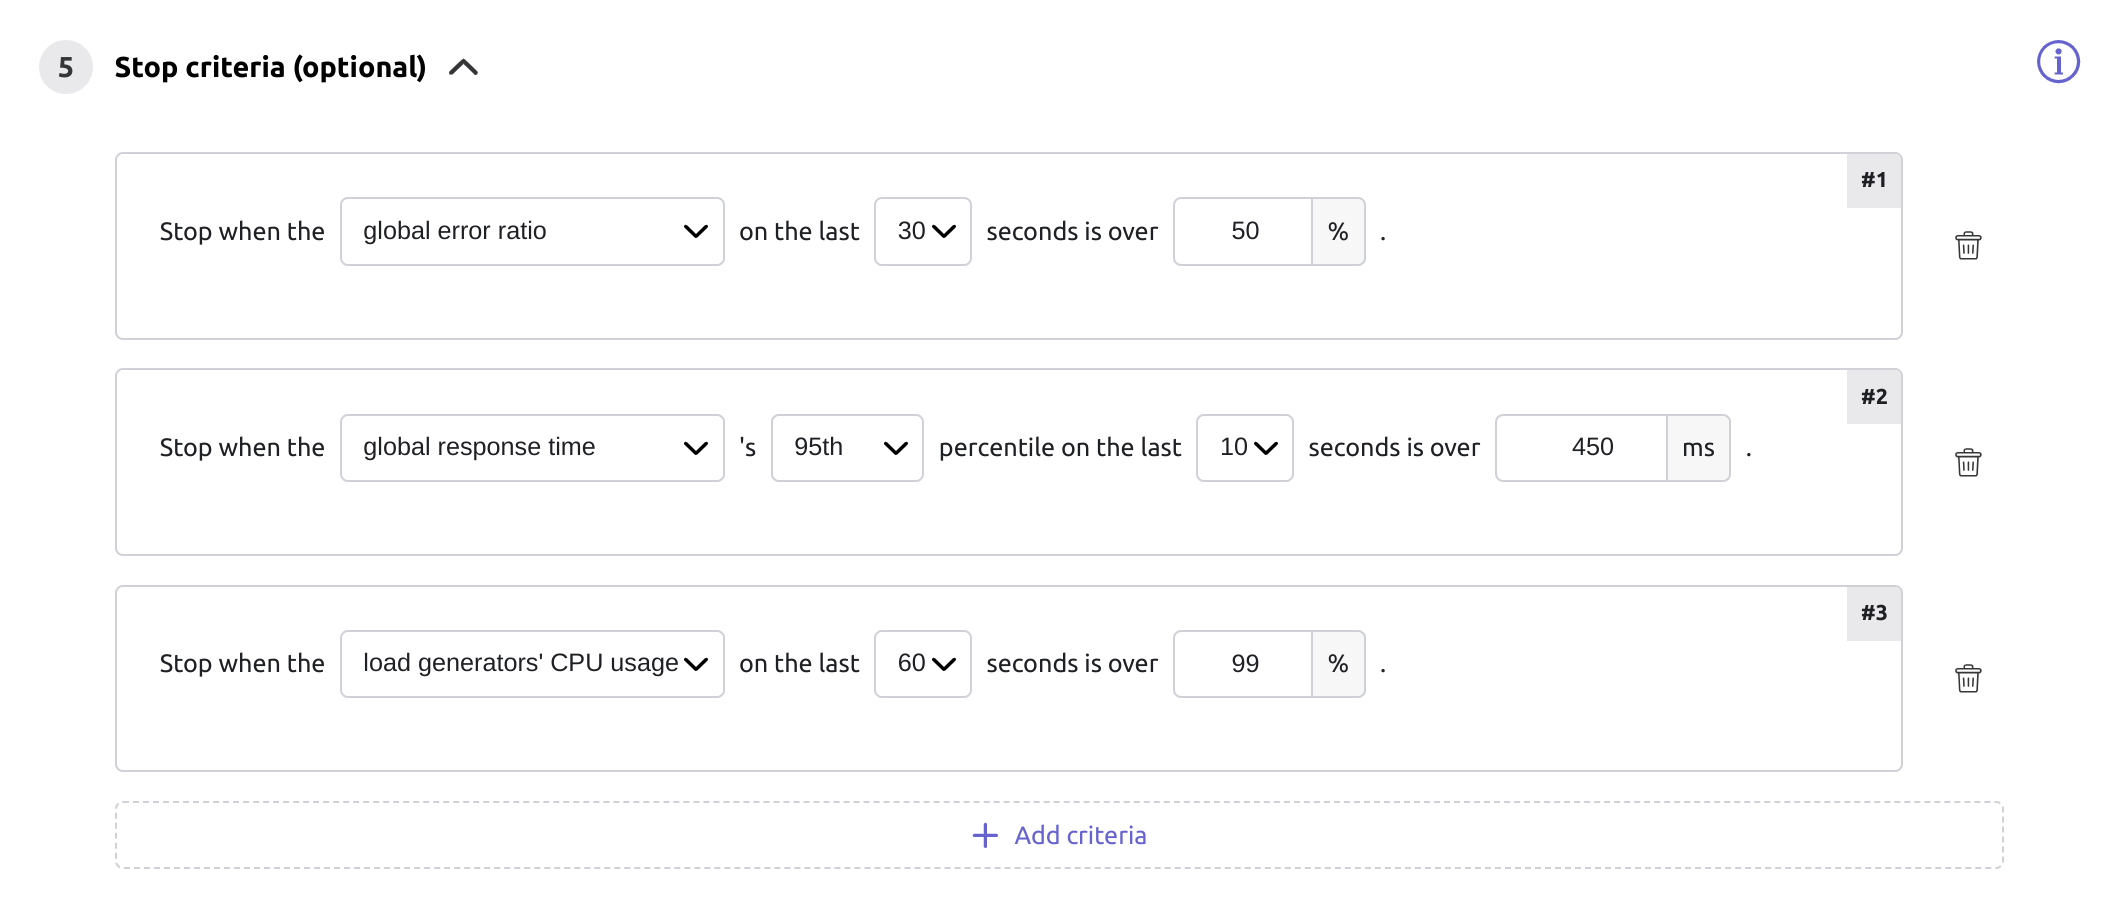 5 Stop criteria (optional)
#1
Stop when the global error ratio on the last 30 seconds is over 50 % .
#2
Stop when the global response time 's 95th percentile on the last 10 seconds is over 450 ms .
#3
Stop when the load generators' CPU usage on the last 60 seconds is over 99 % .
+ Add criteria